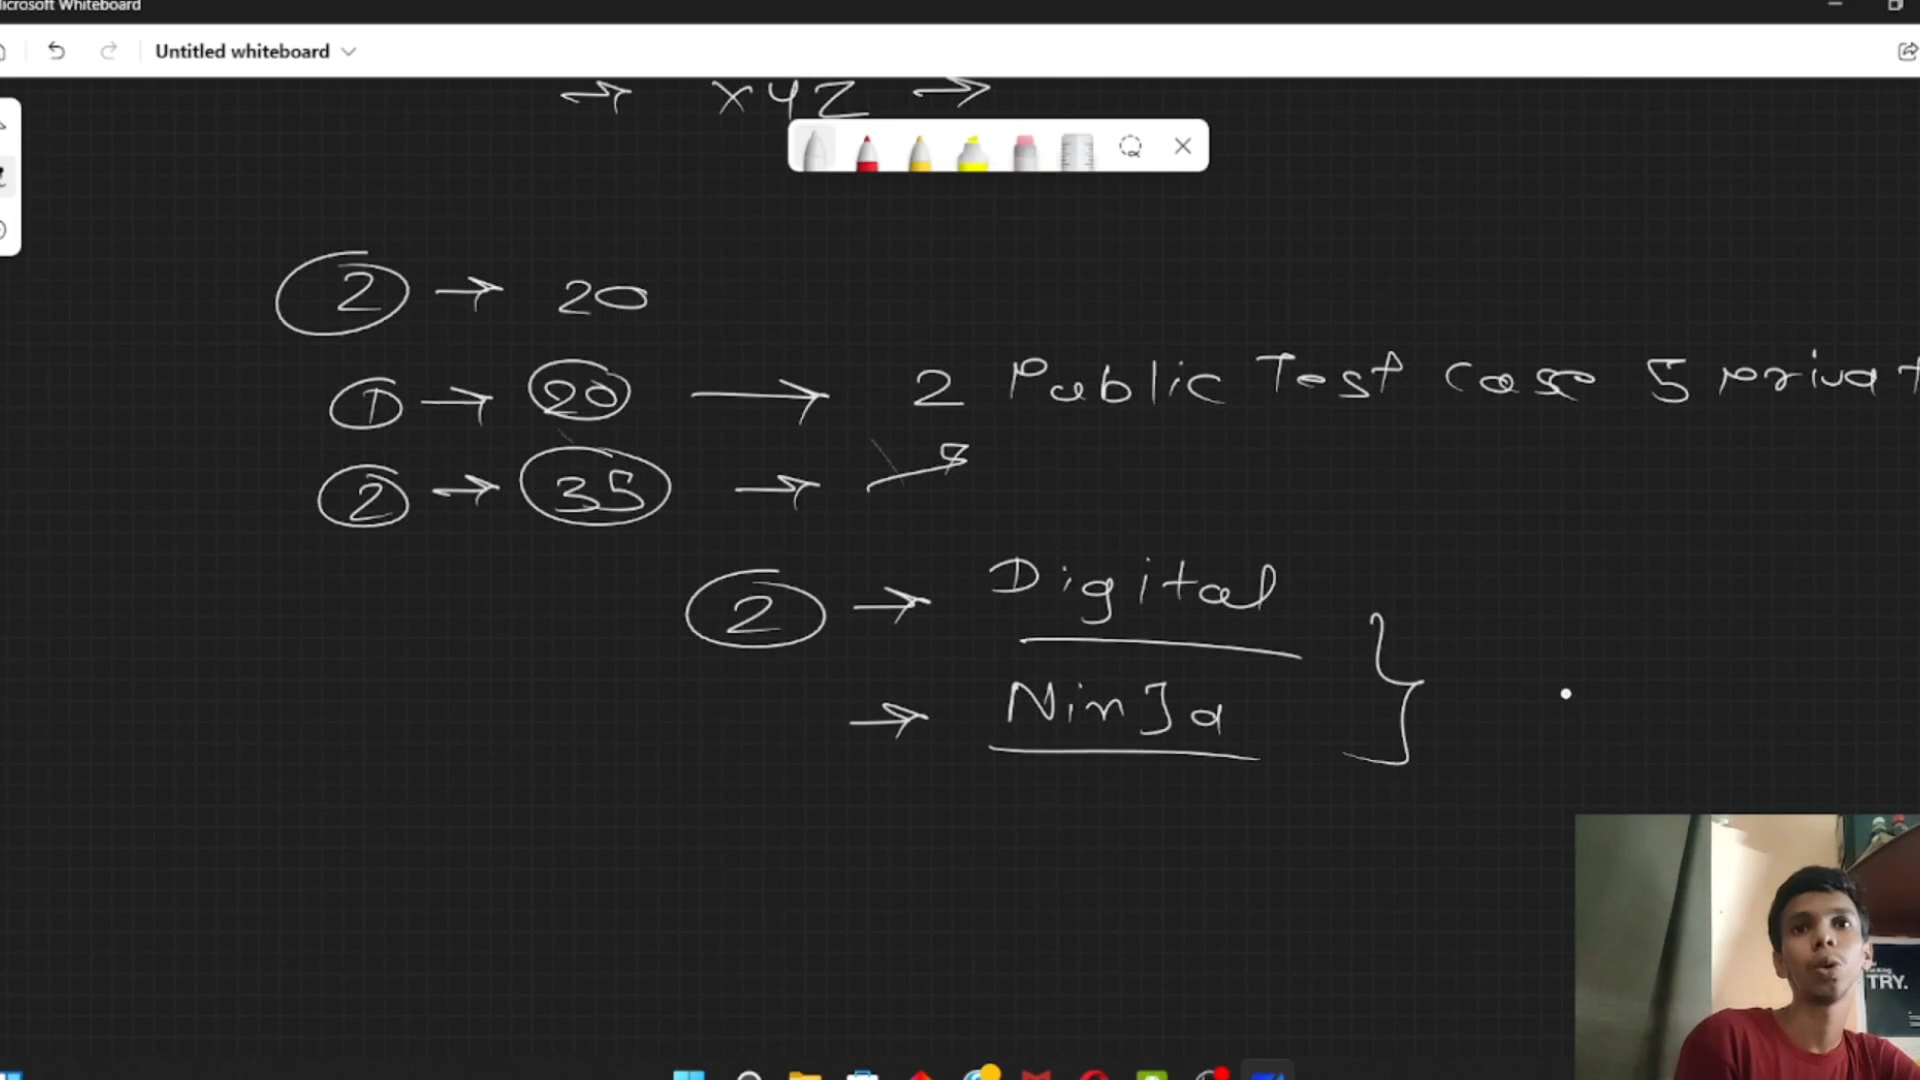 Microsoft Whiteboard
Untitled whiteboard
→ XYZ →
2 → 20
1 → 20 → 2 Public Test Case 5 privat
2 → 35 →
2 → Digital
→ NinJa
TRY.